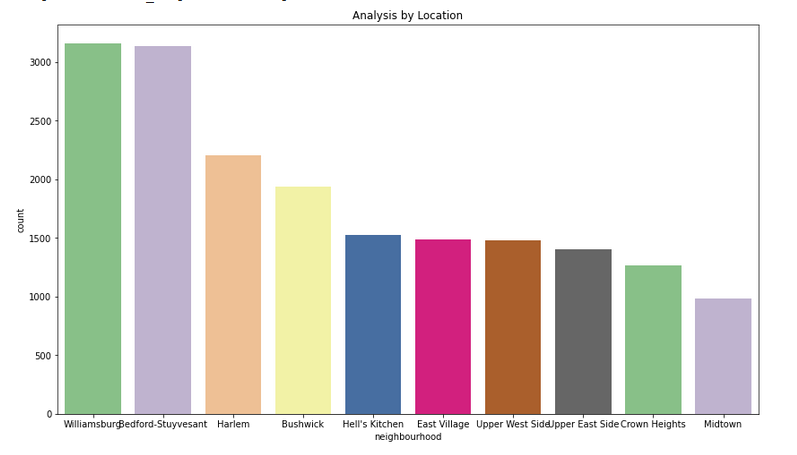 Analysis by Location
3000
2500
2000
1500
1000
500
0
count
Williamsburg Bedford-Stuyvesant Harlem Bushwick Hell's Kitchen East Village Upper West Side Upper East Side Crown Heights Midtown
neighbourhood